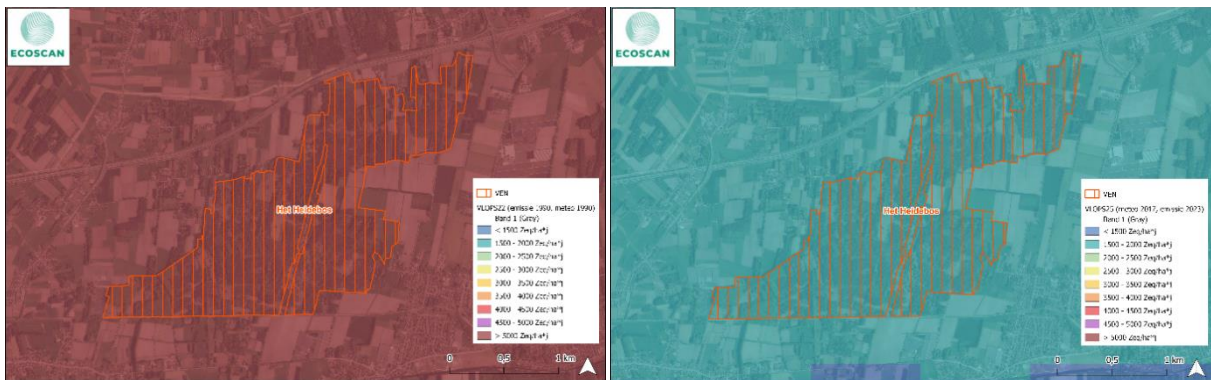 ECOSCAN
Het Heidebos
VEN
VLOPS22 (emissie 1990, meteo 1990)
Band 1 (Gray)
< 1500 Zeq/ha*j
1500 - 2000 Zeq/ha*j
2000 - 2500 Zeq/ha*j
2500 - 3000 Zeq/ha*j
3000 - 3500 Zeq/ha*j
3500 - 4000 Zeq/ha*j
4000 - 4500 Zeq/ha*j
4500 - 5000 Zeq/ha*j
> 5000 Zeq/ha*j
0 0,5 1 km
ECOSCAN
Het Heidebos
VEN
VLOPS25 (meteo 2017, emissie 2023)
Band 1 (Gray)
< 1500 Zeq/ha*j
1500 - 2000 Zeq/ha*j
2000 - 2500 Zeq/ha*j
2500 - 3000 Zeq/ha*j
3000 - 3500 Zeq/ha*j
3500 - 4000 Zeq/ha*j
4000 - 4500 Zeq/ha*j
4500 - 5000 Zeq/ha*j
> 5000 Zeq/ha*j
0 0,5 1 km